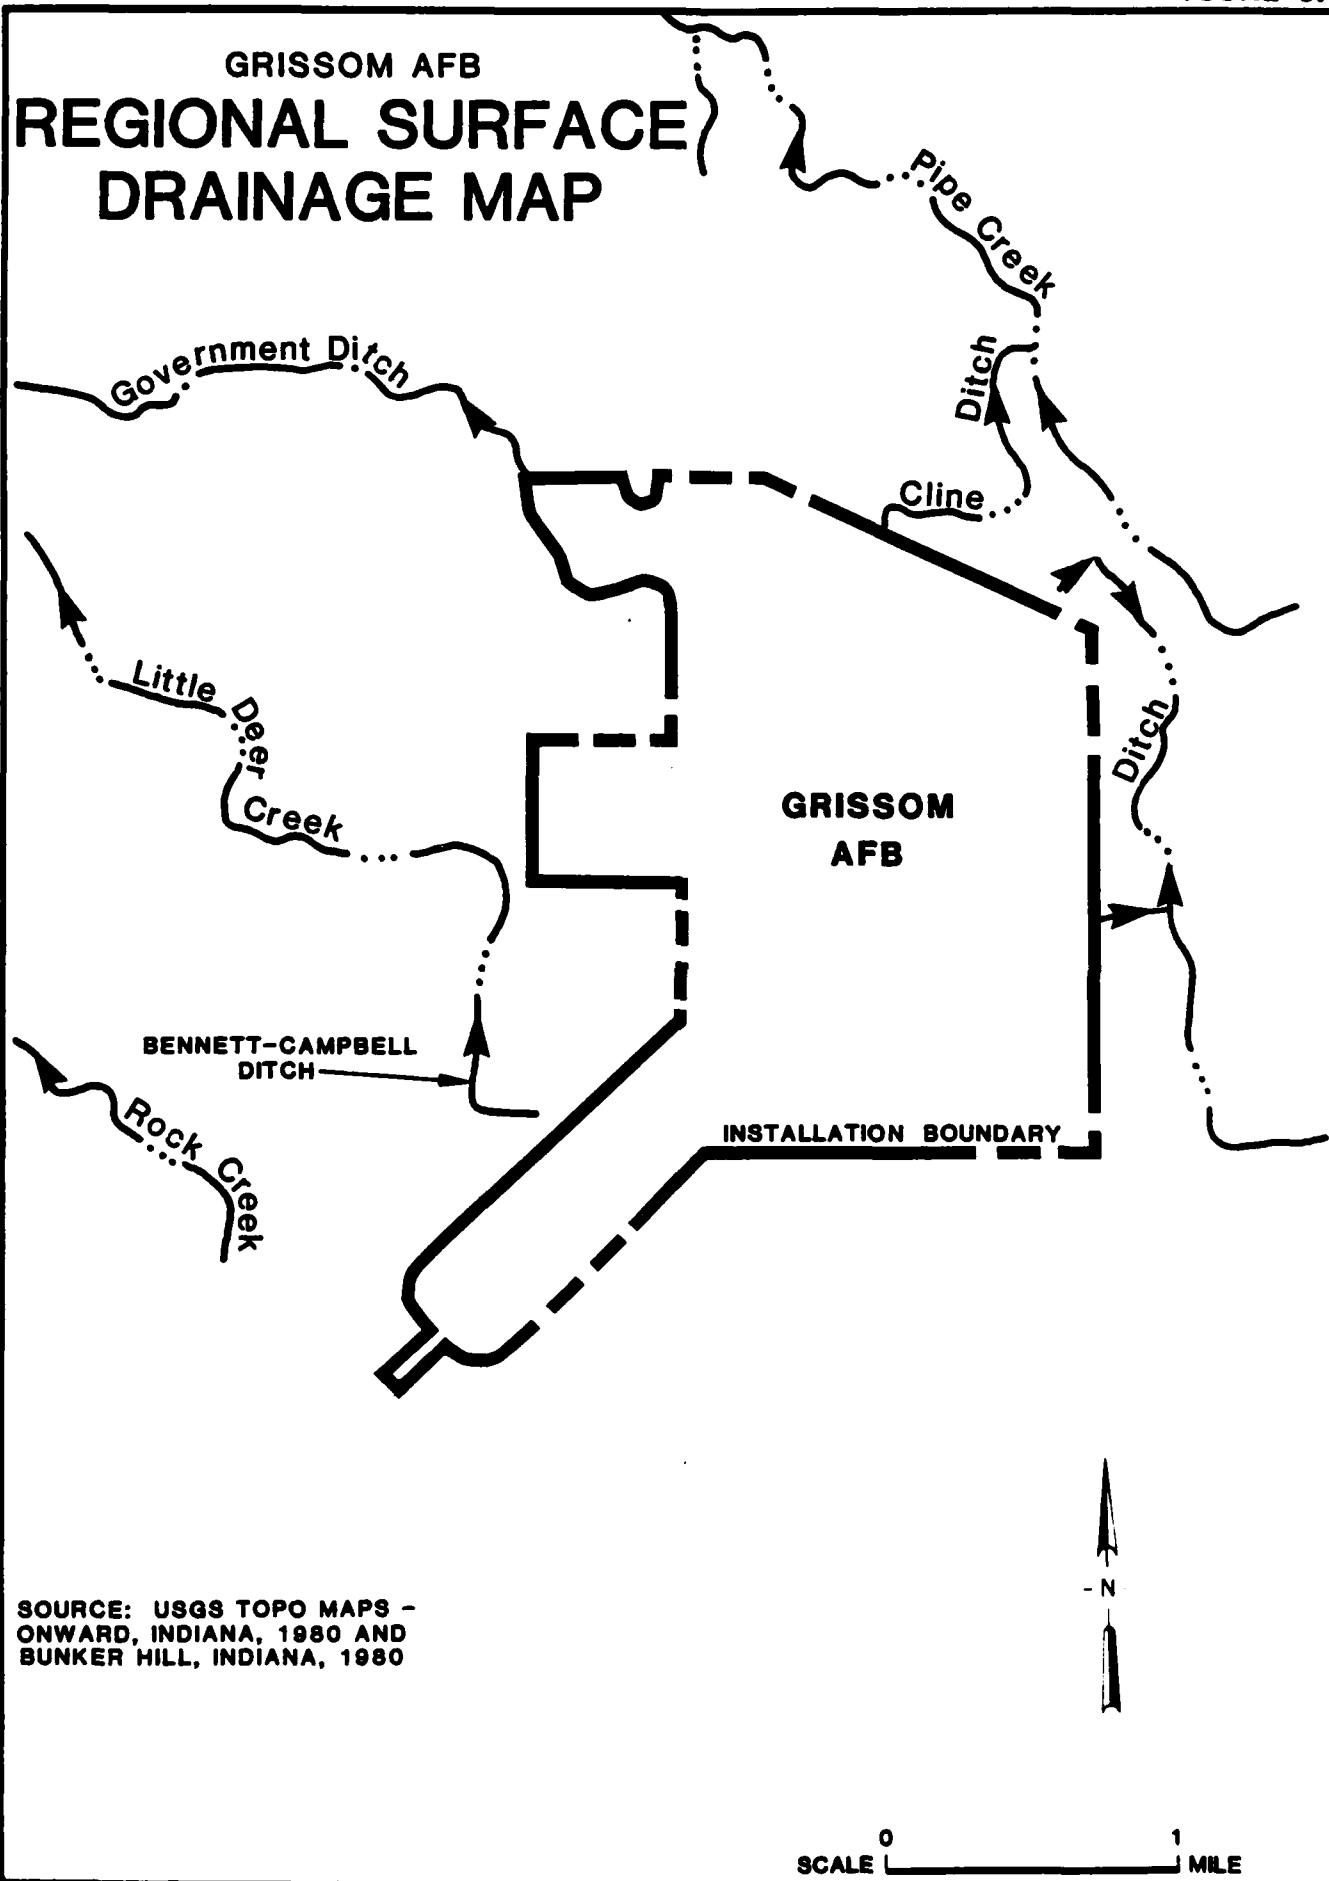 GRISSOM AFB
REGIONAL SURFACE
DRAINAGE MAP
Pipe Creek
Government Ditch
Ditch
Cline
Little Deer
Creek
Ditch
GRISSOM
AFB
BENNETT-CAMPBELL
DITCH
Rock Creek
INSTALLATION BOUNDARY
- N
SOURCE: USGS TOPO MAPS -
ONWARD, INDIANA, 1980 AND
BUNKER HILL, INDIANA, 1980
0 1
SCALE MILE